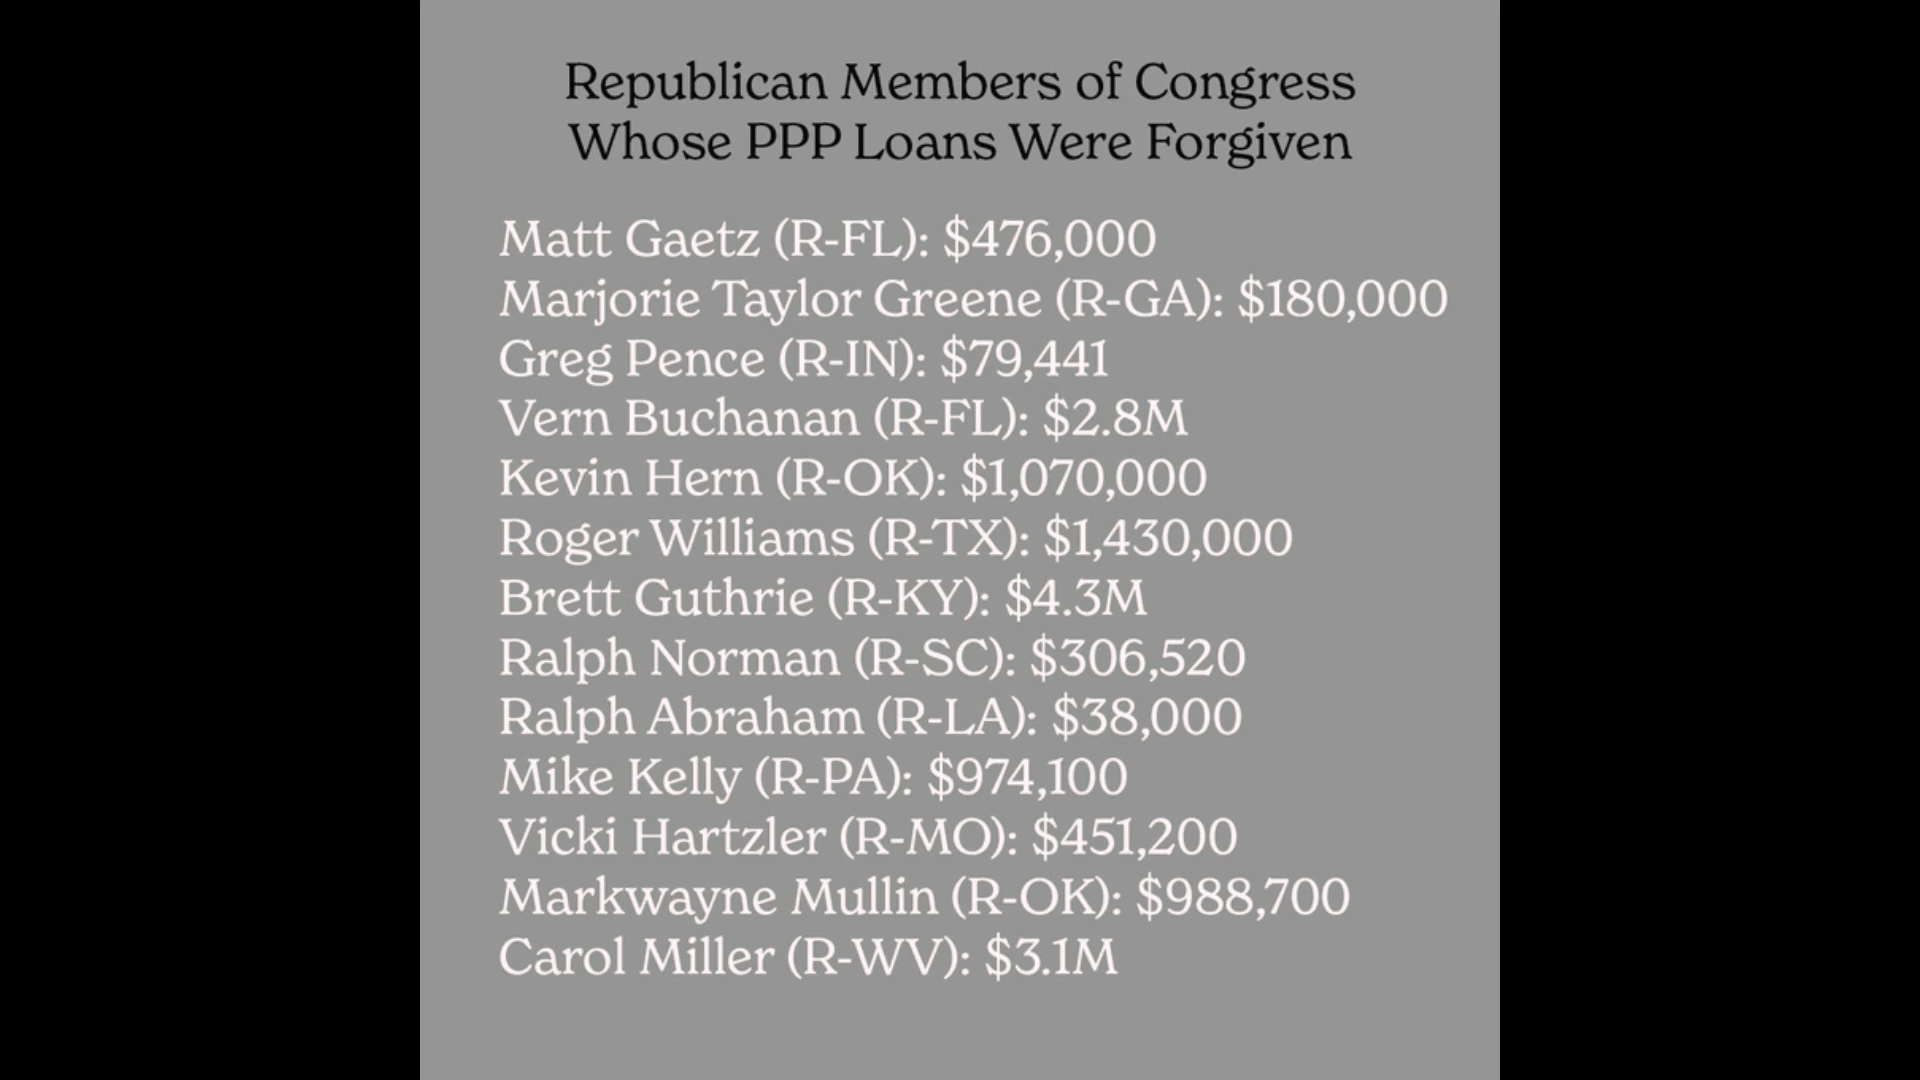 Republican Members of Congress
Whose PPP Loans Were Forgiven
Matt Gaetz (R-FL): $476,000
Marjorie Taylor Greene (R-GA): $180,000
Greg Pence (R-IN): $79,441
Vern Buchanan (R-FL): $2.8M
Kevin Hern (R-OK): $1,070,000
Roger Williams (R-TX): $1,430,000
Brett Guthrie (R-KY): $4.3M
Ralph Norman (R-SC): $306,520
Ralph Abraham (R-LA): $38,000
Mike Kelly (R-PA): $974,100
Vicki Hartzler (R-MO): $451,200
Markwayne Mullin (R-OK): $988,700
Carol Miller (R-WV): $3.1M